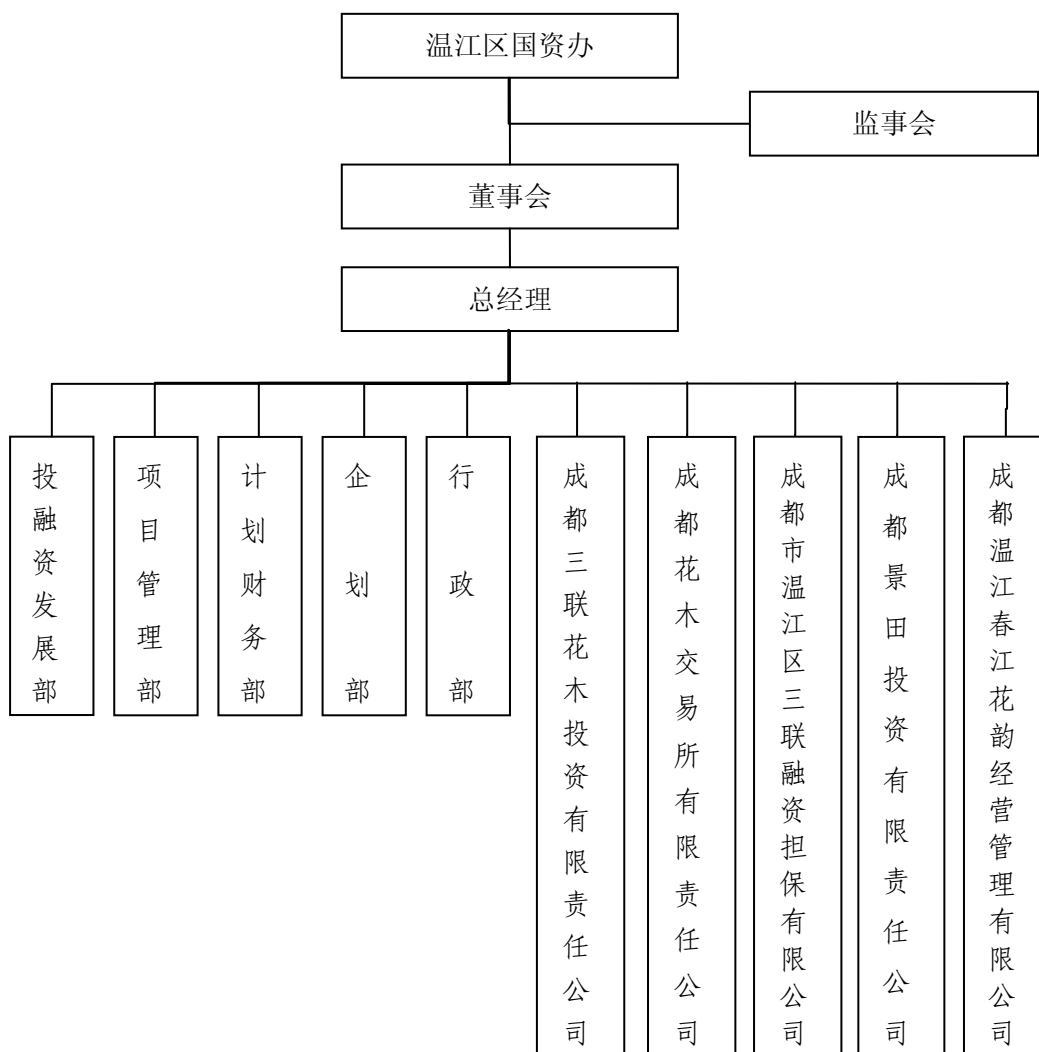 温江区国资办
监事会
董事会
总经理
投融资发展部
项目管理部
计划财务部
企划部
行政部
成都三联花木投资有限责任公司
成都花木交易所有限责任公司
成都市温江区三联融资担保有限公司
成都景田投资有限责任公司
成都温江春江花韵经营管理有限公司